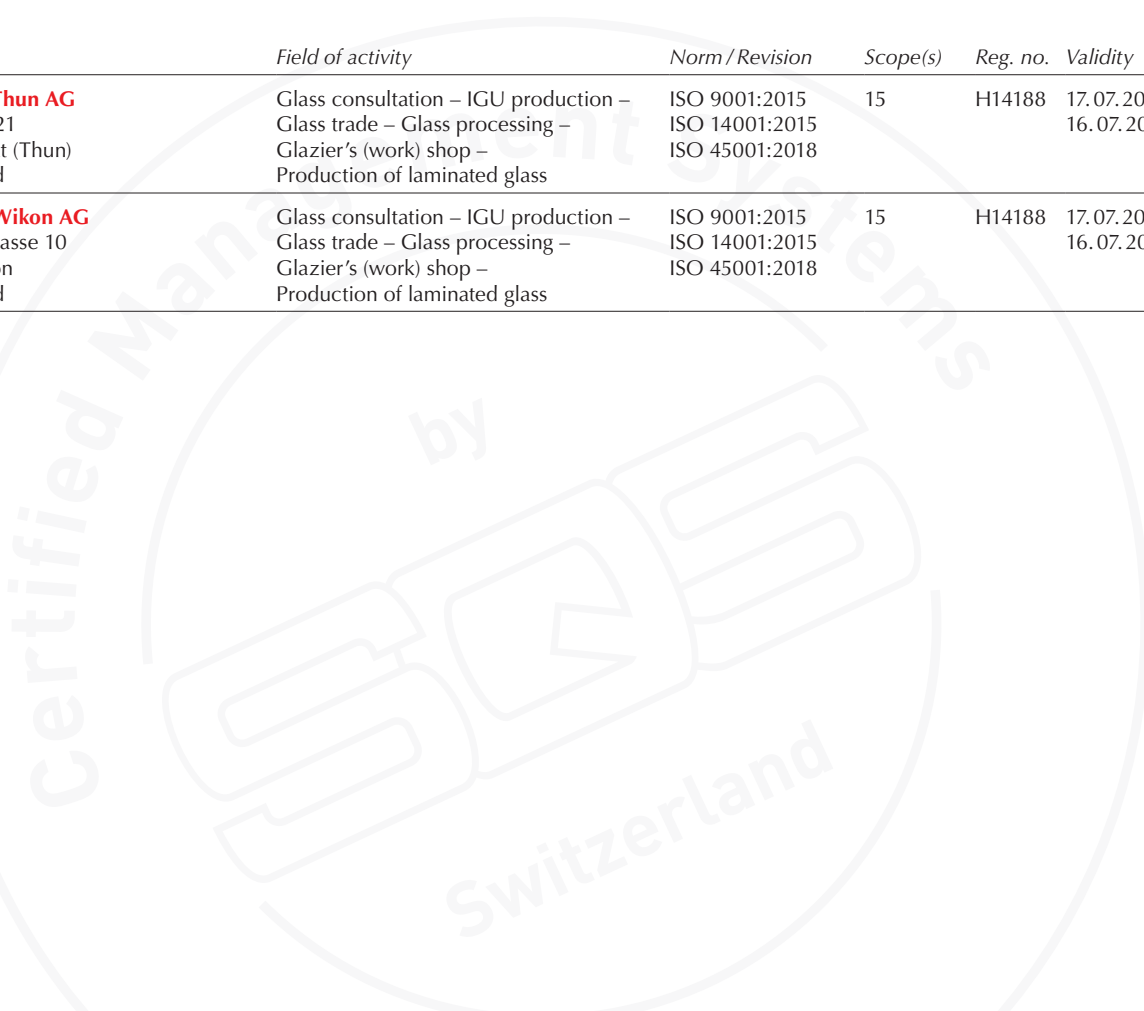 Field of activity Norm / Revision Scope(s) Reg. no. Validity
Thun AG Glass consultation – IGU production – ISO 9001:2015 15 H14188 17.07.20
21 Glass trade – Glass processing – ISO 14001:2015 16.07.20
t (Thun) Glazier's (work) shop – ISO 45001:2018
d Production of laminated glass
Wikon AG Glass consultation – IGU production – ISO 9001:2015 15 H14188 17.07.20
asse 10 Glass trade – Glass processing – ISO 14001:2015 16.07.20
on Glazier's (work) shop – ISO 45001:2018
d Production of laminated glass
Certified Management Systems
by
SQS
Switzerland